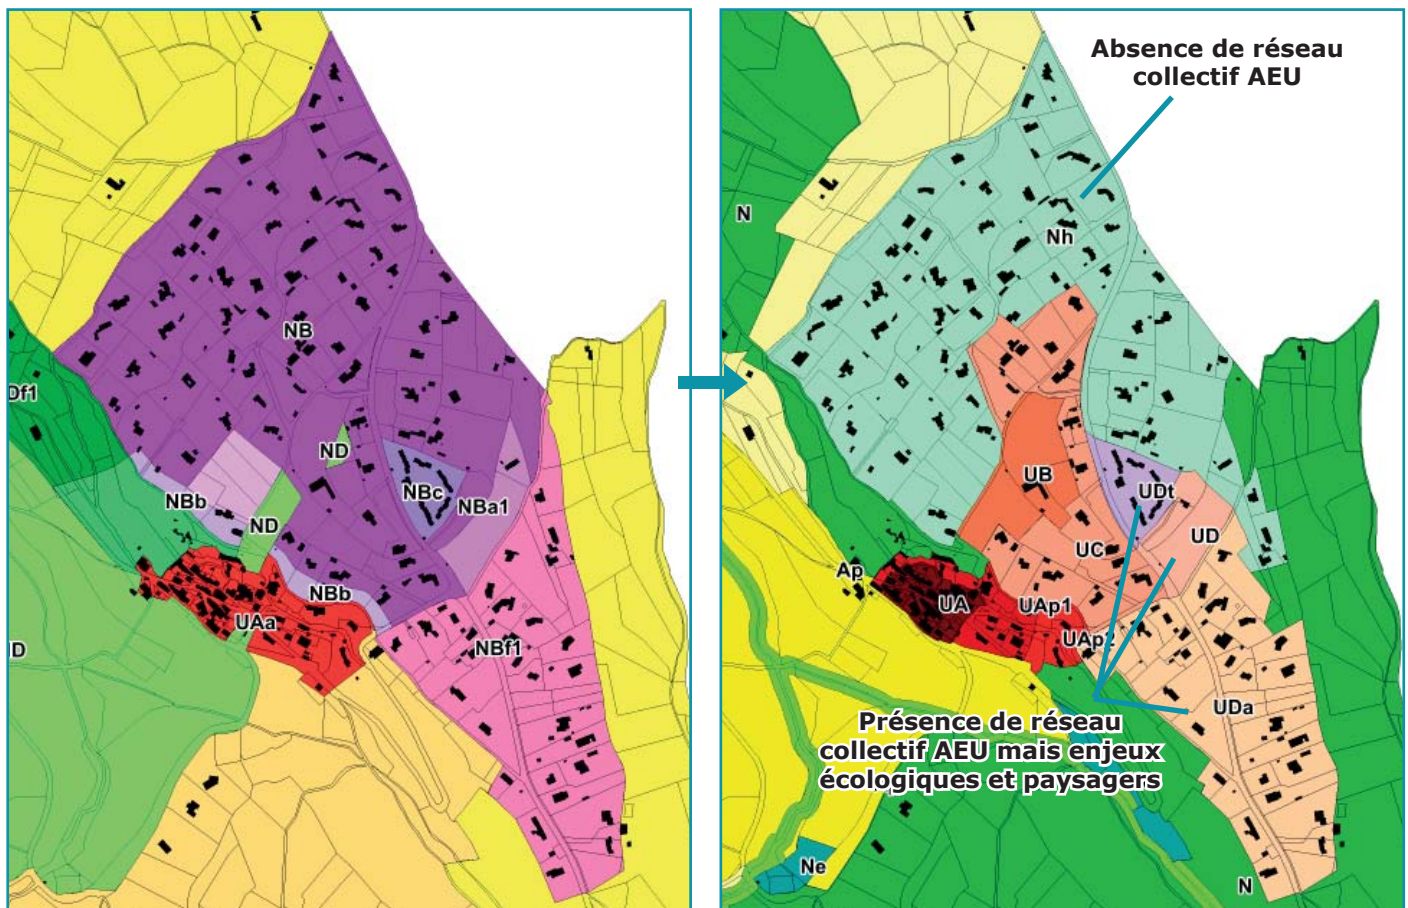 NB
Df1
ND
NBc
NBb
NBa1
ND
NBb
UAa
NBf1
D
Absence de réseau
collectif AEU
N
Nh
UB
UDt
UD
UC
Ap
UA
UAp1
UAp2
UDa
Présence de réseau
collectif AEU mais enjeux
écologiques et paysagers
Ne
N